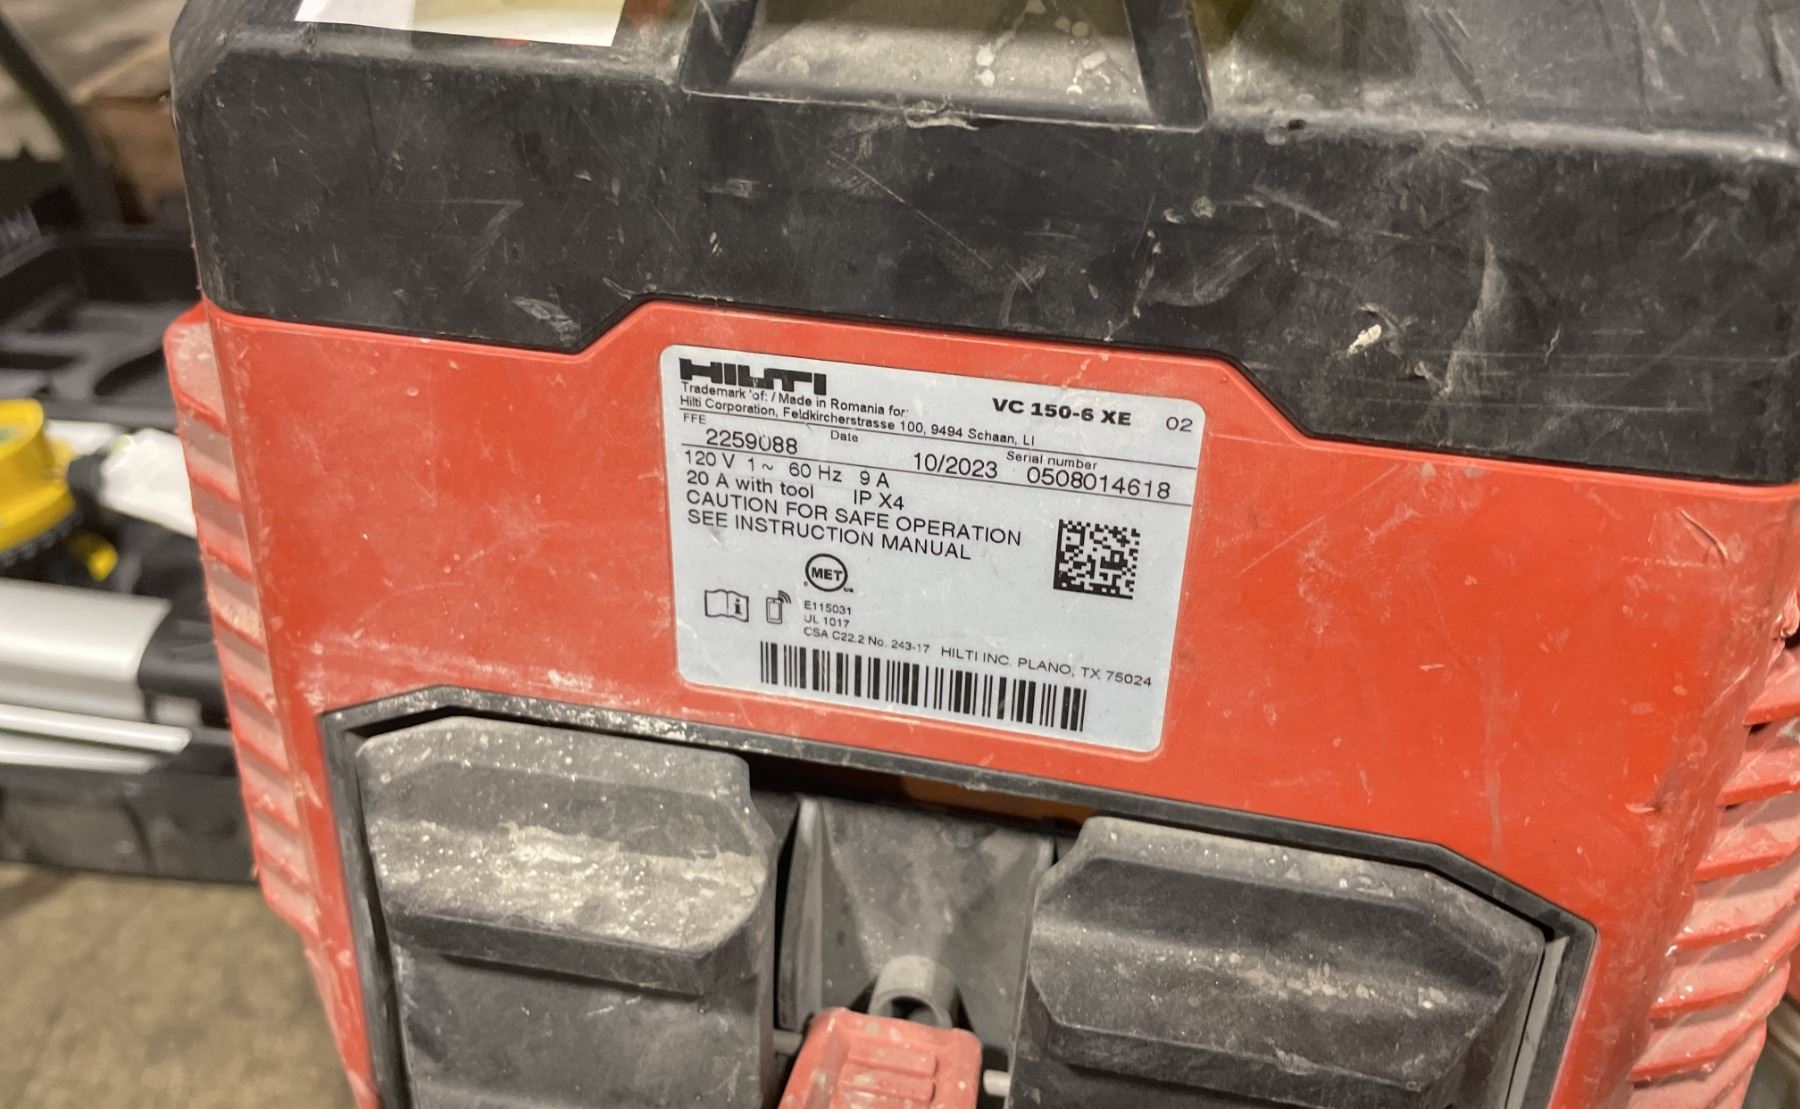 HILTI
VC 150-6 XE 02
Trademark of: / Made in Romania for:
Hilti Corporation, Feldkircherstrasse 100, 9494 Schaan, LI
FFE Date Serial number
2259088 10/2023 0508014618
120 V 1~ 60 Hz 9 A
20 A with tool IP X4
CAUTION FOR SAFE OPERATION
SEE INSTRUCTION MANUAL
MET
US
E115031
UL 1017
CSA C22.2 No. 243-17 HILTI INC. PLANO, TX 75024